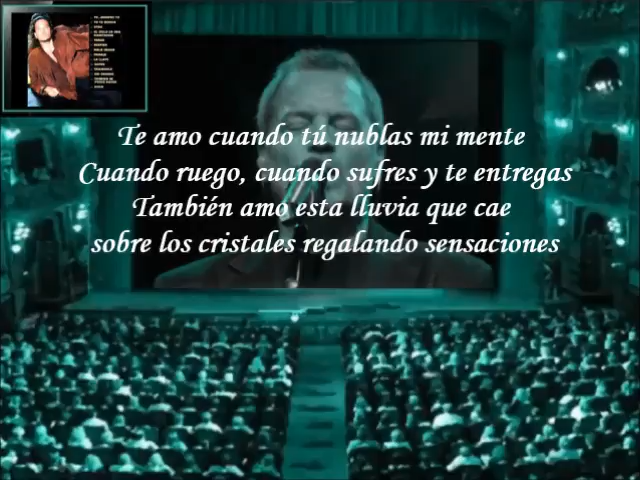 Te amo cuando tú nublas mi mente
Cuando ruego, cuando sufres y te entregas
También amo esta lluvia que cae
sobre los cristales regalando sensaciones